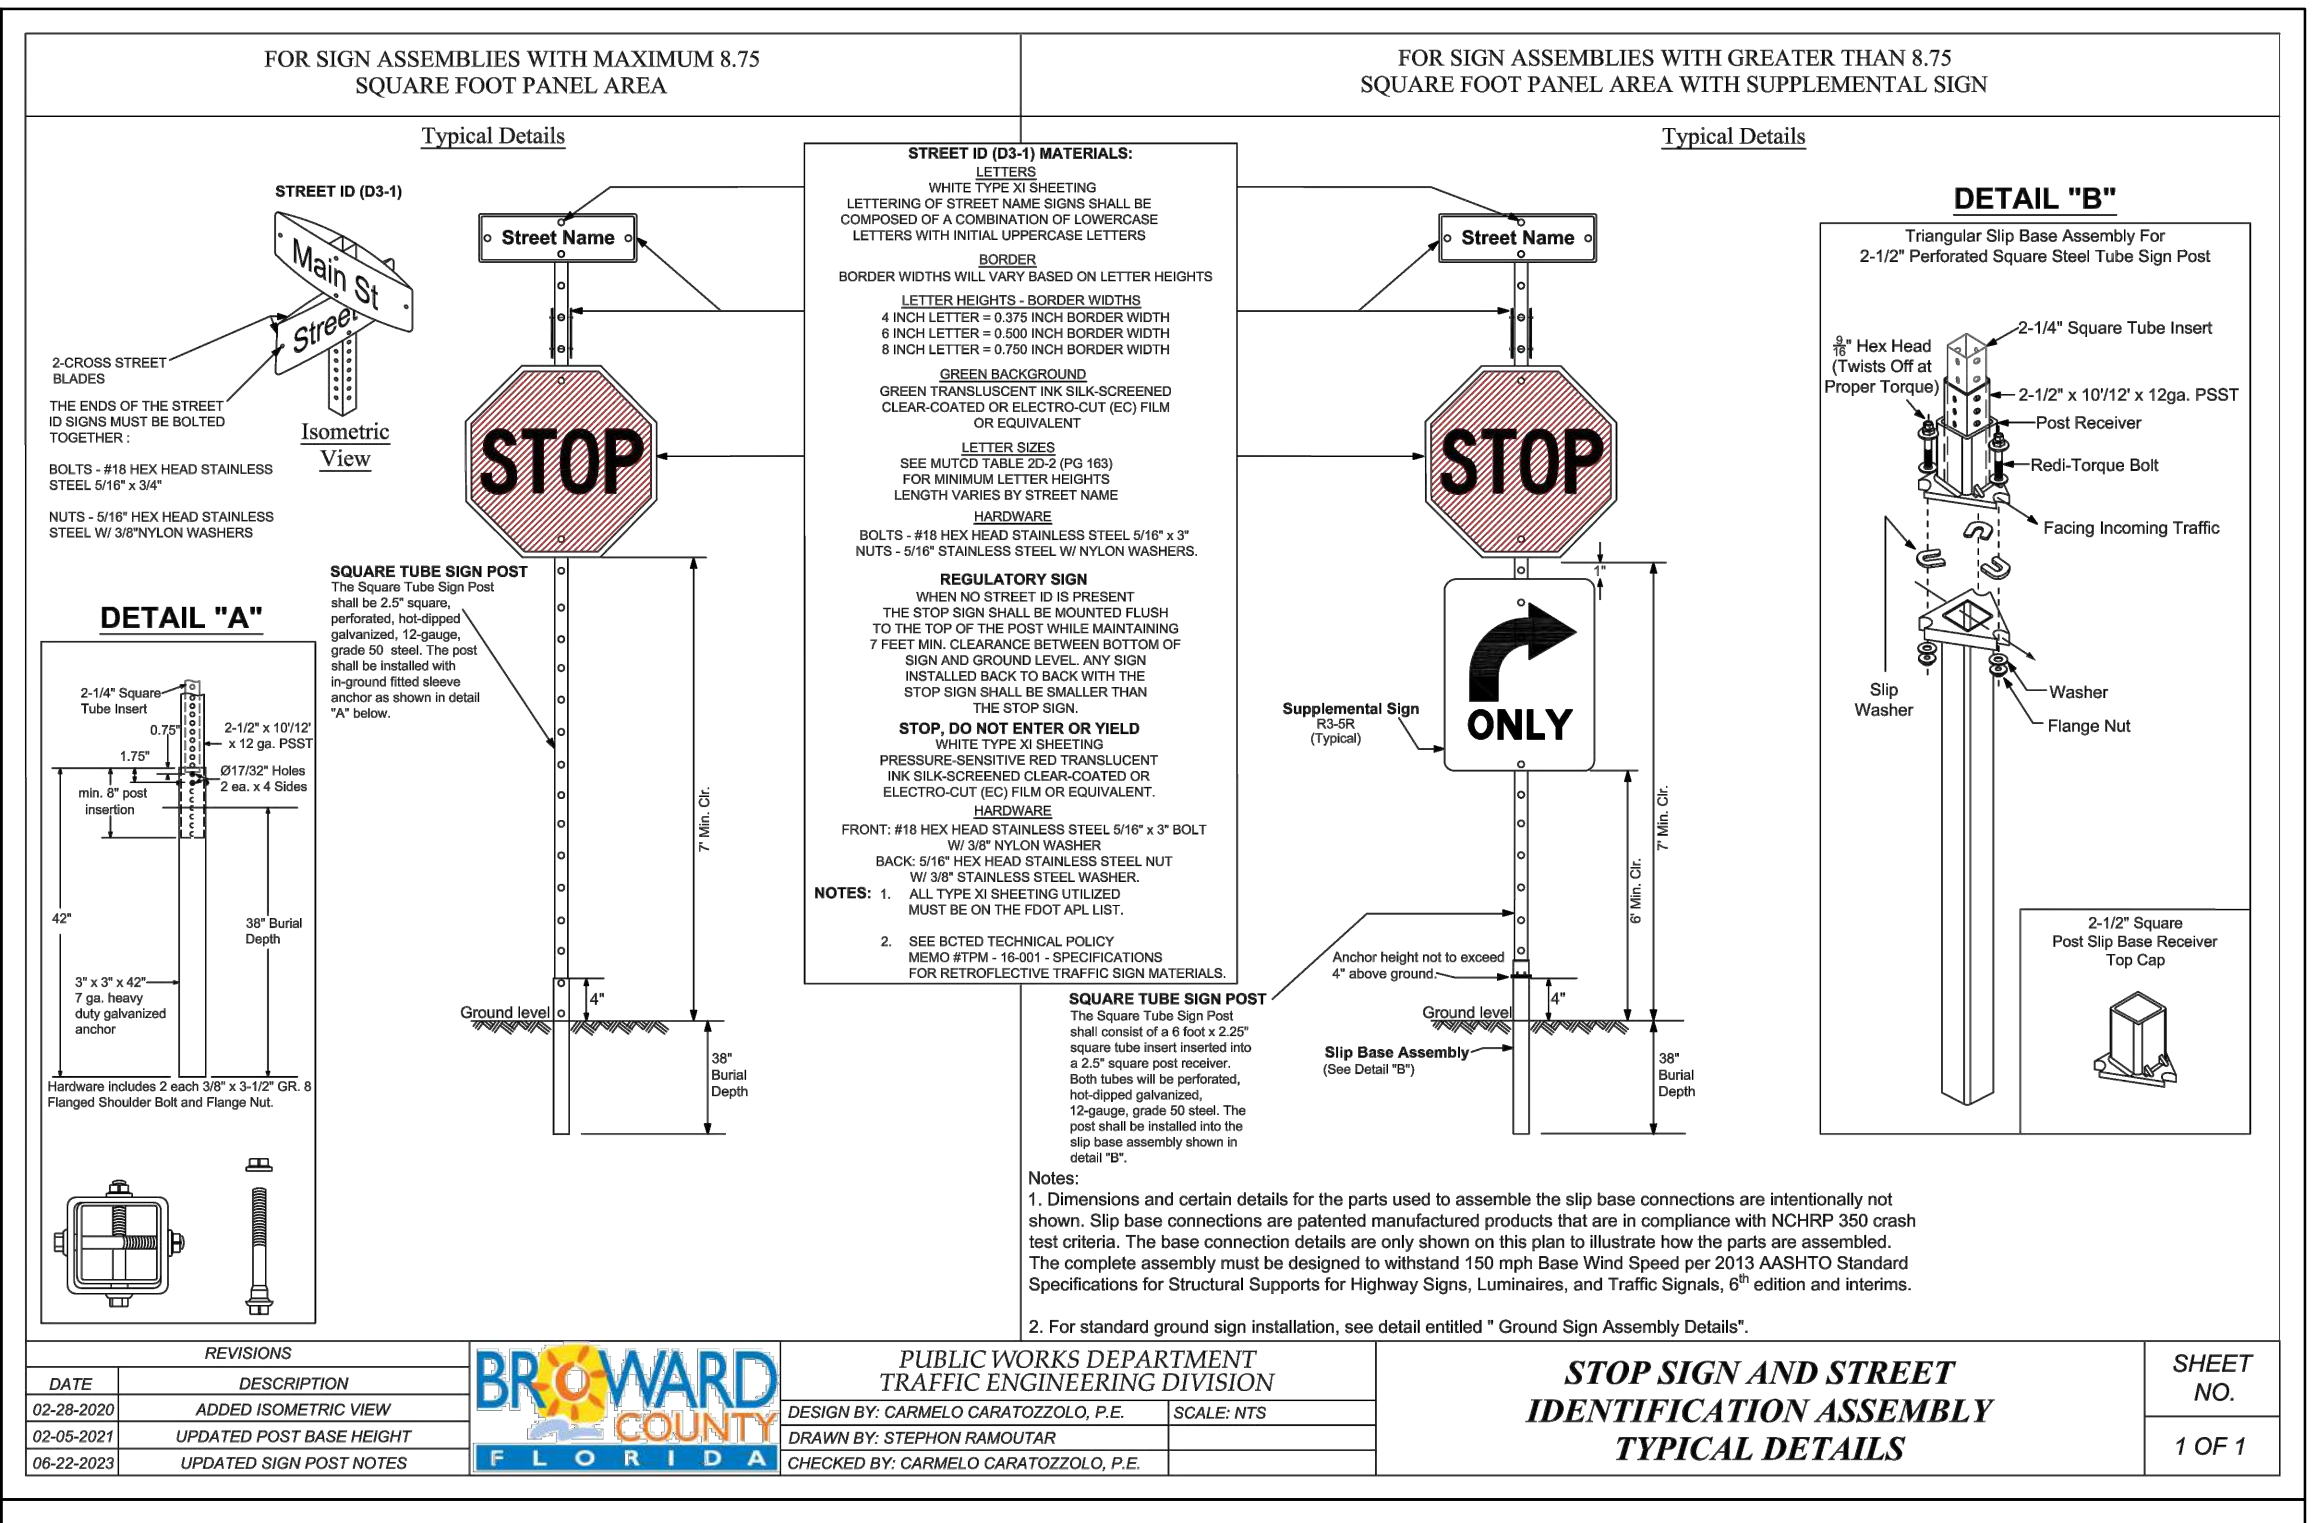 FOR SIGN ASSEMBLIES WITH MAXIMUM 8.75
SQUARE FOOT PANEL AREA
FOR SIGN ASSEMBLIES WITH GREATER THAN 8.75
SQUARE FOOT PANEL AREA WITH SUPPLEMENTAL SIGN
Typical Details
STREET ID (D3-1)
Main St
Street
2-CROSS STREET
BLADES
THE ENDS OF THE STREET
ID SIGNS MUST BE BOLTED
TOGETHER :
BOLTS - #18 HEX HEAD STAINLESS
STEEL 5/16" x 3/4"
NUTS - 5/16" HEX HEAD STAINLESS
STEEL W/ 3/8"NYLON WASHERS
Isometric
View
Street Name
STOP
SQUARE TUBE SIGN POST
The Square Tube Sign Post
shall be 2.5" square,
perforated, hot-dipped
galvanized, 12-gauge,
grade 50 steel. The post
shall be installed with
in-ground fitted sleeve
anchor as shown in detail
"A" below.
7' Min. Clr.
4"
Ground level
38"
Burial
Depth
DETAIL "A"
2-1/4" Square
Tube Insert
0.75"
2-1/2" x 10'/12'
x 12 ga. PSST
1.75"
Ø17/32" Holes
2 ea. x 4 Sides
min. 8" post
insertion
42"
38" Burial
Depth
3" x 3" x 42"
7 ga. heavy
duty galvanized
anchor
Hardware includes 2 each 3/8" x 3-1/2" GR. 8
Flanged Shoulder Bolt and Flange Nut.
STREET ID (D3-1) MATERIALS:
LETTERS
WHITE TYPE XI SHEETING
LETTERING OF STREET NAME SIGNS SHALL BE
COMPOSED OF A COMBINATION OF LOWERCASE
LETTERS WITH INITIAL UPPERCASE LETTERS
BORDER
BORDER WIDTHS WILL VARY BASED ON LETTER HEIGHTS
LETTER HEIGHTS - BORDER WIDTHS
4 INCH LETTER = 0.375 INCH BORDER WIDTH
6 INCH LETTER = 0.500 INCH BORDER WIDTH
8 INCH LETTER = 0.750 INCH BORDER WIDTH
GREEN BACKGROUND
GREEN TRANSLUSCENT INK SILK-SCREENED
CLEAR-COATED OR ELECTRO-CUT (EC) FILM
OR EQUIVALENT
LETTER SIZES
SEE MUTCD TABLE 2D-2 (PG 163)
FOR MINIMUM LETTER HEIGHTS
LENGTH VARIES BY STREET NAME
HARDWARE
BOLTS - #18 HEX HEAD STAINLESS STEEL 5/16" x 3"
NUTS - 5/16" STAINLESS STEEL W/ NYLON WASHERS.
REGULATORY SIGN
WHEN NO STREET ID IS PRESENT
THE STOP SIGN SHALL BE MOUNTED FLUSH
TO THE TOP OF THE POST WHILE MAINTAINING
7 FEET MIN. CLEARANCE BETWEEN BOTTOM OF
SIGN AND GROUND LEVEL. ANY SIGN
INSTALLED BACK TO BACK WITH THE
STOP SIGN SHALL BE SMALLER THAN
THE STOP SIGN.
STOP, DO NOT ENTER OR YIELD
WHITE TYPE XI SHEETING
PRESSURE-SENSITIVE RED TRANSLUCENT
INK SILK-SCREENED CLEAR-COATED OR
ELECTRO-CUT (EC) FILM OR EQUIVALENT.
HARDWARE
FRONT: #18 HEX HEAD STAINLESS STEEL 5/16" x 3" BOLT
W/ 3/8" NYLON WASHER
BACK: 5/16" HEX HEAD STAINLESS STEEL NUT
W/ 3/8" STAINLESS STEEL WASHER.
NOTES: 1. ALL TYPE XI SHEETING UTILIZED
MUST BE ON THE FDOT APL LIST.
2. SEE BCTED TECHNICAL POLICY
MEMO #TPM - 16-001 - SPECIFICATIONS
FOR RETROFLECTIVE TRAFFIC SIGN MATERIALS.
Typical Details
Street Name
STOP
1"
ONLY
Supplemental Sign
R3-5R
(Typical)
6' Min. Clr.
7' Min. Clr.
Anchor height not to exceed
4" above ground.
4"
Ground level
SQUARE TUBE SIGN POST
The Square Tube Sign Post
shall consist of a 6 foot x 2.25"
square tube insert inserted into
a 2.5" square post receiver.
Both tubes will be perforated,
hot-dipped galvanized,
12-gauge, grade 50 steel. The
post shall be installed into the
slip base assembly shown in
detail "B".
Slip Base Assembly
(See Detail "B")
38"
Burial
Depth
DETAIL "B"
Triangular Slip Base Assembly For
2-1/2" Perforated Square Steel Tube Sign Post
2-1/4" Square Tube Insert
9/16" Hex Head
(Twists Off at
Proper Torque)
2-1/2" x 10'/12' x 12ga. PSST
Post Receiver
Redi-Torque Bolt
Facing Incoming Traffic
Slip
Washer
Washer
Flange Nut
2-1/2" Square
Post Slip Base Receiver
Top Cap
Notes:
1. Dimensions and certain details for the parts used to assemble the slip base connections are intentionally not
shown. Slip base connections are patented manufactured products that are in compliance with NCHRP 350 crash
test criteria. The base connection details are only shown on this plan to illustrate how the parts are assembled.
The complete assembly must be designed to withstand 150 mph Base Wind Speed per 2013 AASHTO Standard
Specifications for Structural Supports for Highway Signs, Luminaires, and Traffic Signals, 6th edition and interims.
2. For standard ground sign installation, see detail entitled " Ground Sign Assembly Details".
REVISIONS
DATE DESCRIPTION
02-28-2020 ADDED ISOMETRIC VIEW
02-05-2021 UPDATED POST BASE HEIGHT
06-22-2023 UPDATED SIGN POST NOTES
BROWARD
COUNTY
FLORIDA
PUBLIC WORKS DEPARTMENT
TRAFFIC ENGINEERING DIVISION
DESIGN BY: CARMELO CARATOZZOLO, P.E. SCALE: NTS
DRAWN BY: STEPHON RAMOUTAR
CHECKED BY: CARMELO CARATOZZOLO, P.E.
STOP SIGN AND STREET
IDENTIFICATION ASSEMBLY
TYPICAL DETAILS
SHEET
NO.
1 OF 1